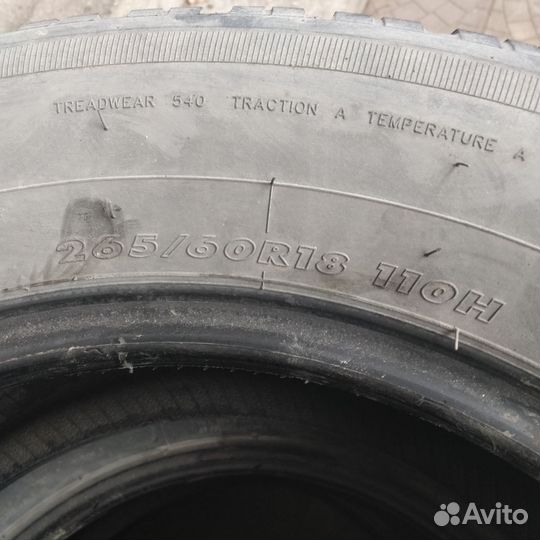 TREADWEAR 540 TRACTION A TEMPERATURE A
265/60R18 110H
Avito